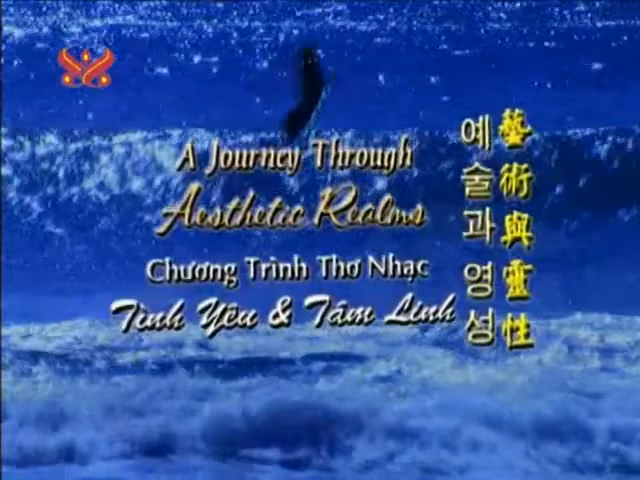 A Journey Through
Aesthetic Realms
Chương Trình Thơ Nhạc
Tình Yêu & Tâm Linh
예술과 영성
藝術與靈性